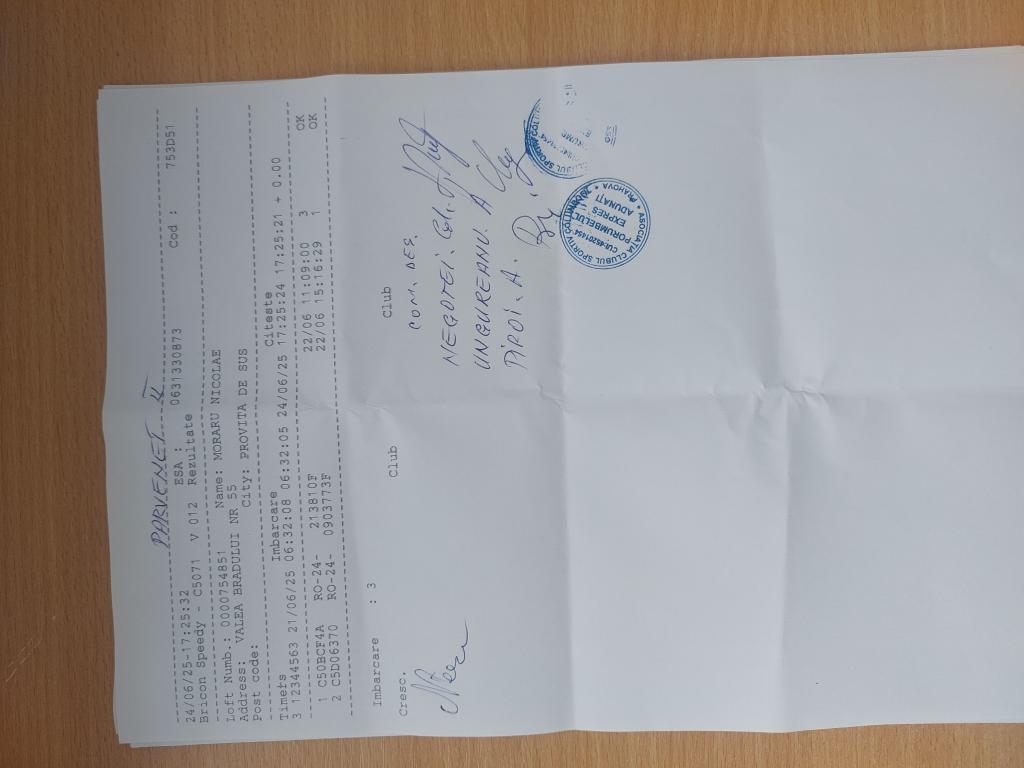 PARVENET II
24/06/25-17:25:32 ESA : 0631330873 Cod : 753D51
Bricon Speedy - C5071 V 012 Rezultate
Loft Numb.: 0000754851 Name: MORARU NICOLAE
Address: VALEA BRADULUI NR 55
Post code: City: PROVITA DE SUS
Imbarcare Citeste
3 12344563 21/06/25 06:32:08 06:32:05 24/06/25 17:25:24 17:25:21 + 0.00
1 C50BCF4A RO-24- 213810F 22/06 11:09:00 3 OK
2 C5D06370 RO-24- 0903773F 22/06 15:16:29 1 OK
Imbarcare : 3
Cresc. Club Club
COM. DES.
NEGOTEI. Gh.
UNGUREANU. A
PIROI. A.
ASOCIATIA CLUBUL SPORTIV COLUMBOFIL
PORUMBELUL
EXPRES
ADUNATI
CUI:45201454
PRAHOVA